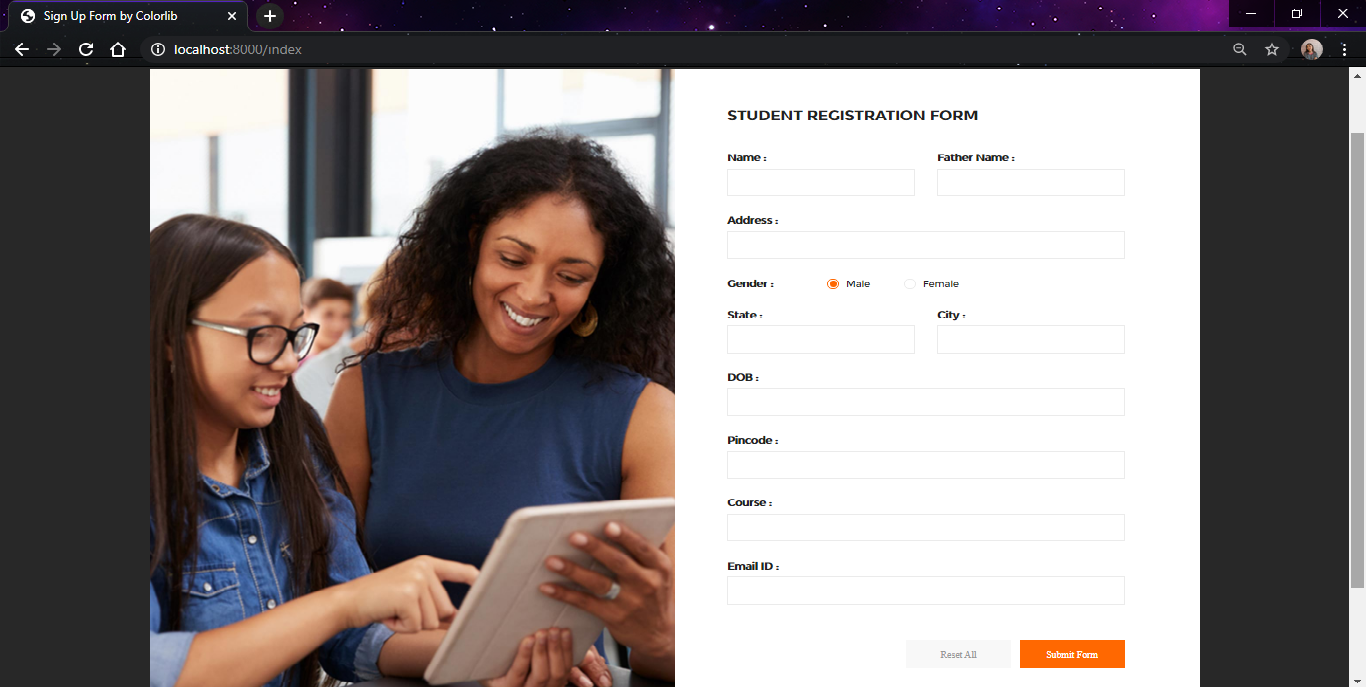 Sign Up Form by Colorlib
localhost:8000/index
STUDENT REGISTRATION FORM
Name : Father Name :
Address :
Gender : Male Female
State : City :
DOB :
Pincode :
Course :
Email ID :
Reset All Submit Form